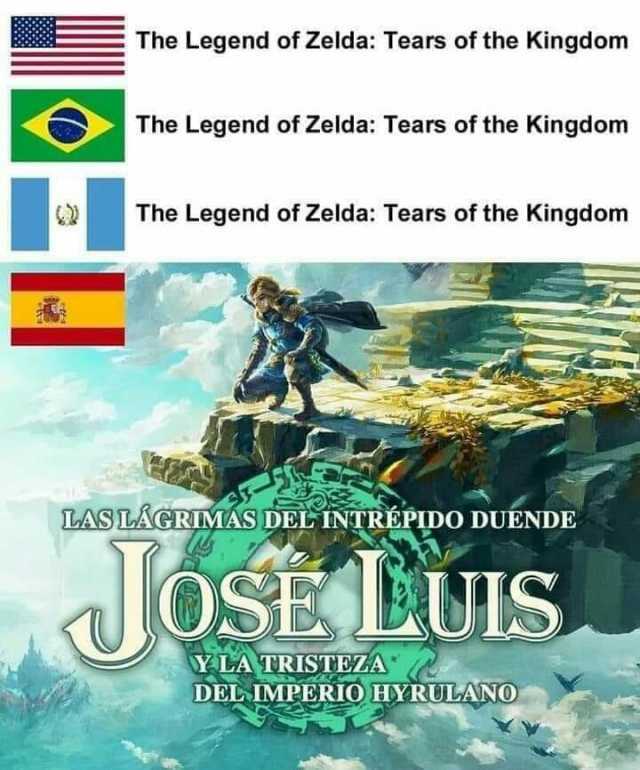 The Legend of Zelda: Tears of the Kingdom
The Legend of Zelda: Tears of the Kingdom
The Legend of Zelda: Tears of the Kingdom
LAS LÁGRIMAS DEL INTRÉPIDO DUENDE
JOSÉ LUIS
Y LA TRISTEZA
DEL IMPERIO HYRULANO